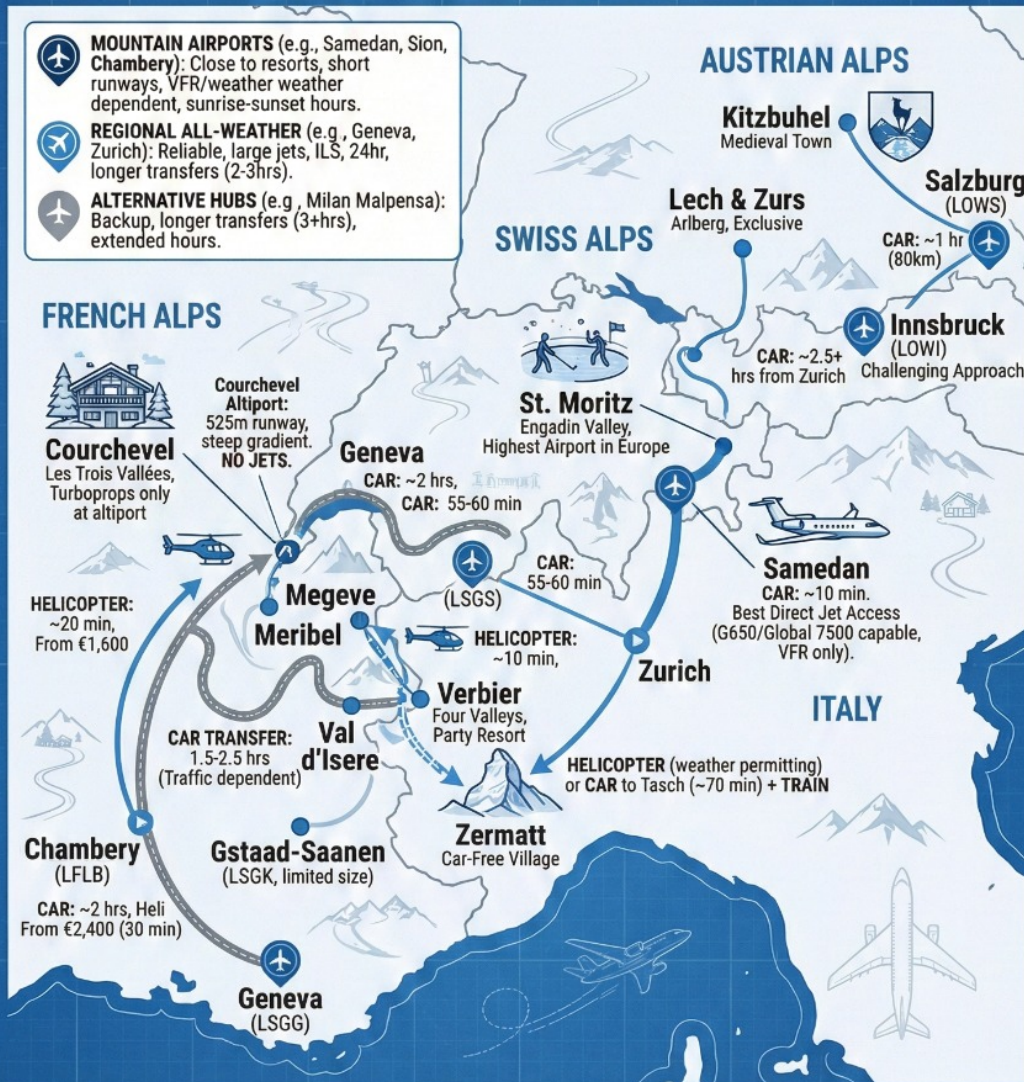 MOUNTAIN AIRPORTS (e.g., Samedan, Sion,
Chambery): Close to resorts, short
runways, VFR/weather weather
dependent, sunrise-sunset hours.
REGIONAL ALL-WEATHER (e.g., Geneva,
Zurich): Reliable, large jets, ILS, 24hr,
longer transfers (2-3hrs).
ALTERNATIVE HUBS (e.g, Milan Malpensa):
Backup, longer transfers (3+hrs),
extended hours.
AUSTRIAN ALPS
Kitzbuhel
Medieval Town
Salzburg
(LOWS)
CAR: ~1 hr
(80km)
Lech & Zurs
Arlberg, Exclusive
SWISS ALPS
Innsbruck
(LOWI)
Challenging Approach
CAR: ~2.5+
hrs from Zurich
FRENCH ALPS
Courchevel
Les Trois Vallées,
Turboprops only
at altiport
Courchevel
Altiport:
525m runway,
steep gradient.
NO JETS.
St. Moritz
Engadin Valley,
Highest Airport in Europe
Geneva
CAR: ~2 hrs,
CAR: 55-60 min
(LSGS)
CAR:
55-60 min
Samedan
CAR: ~10 min.
Best Direct Jet Access
(G650/Global 7500 capable,
VFR only).
HELICOPTER:
~20 min,
From €1,600
Megeve
Meribel
HELICOPTER:
~10 min,
Zurich
Verbier
Four Valleys,
Party Resort
ITALY
CAR TRANSFER:
1.5-2.5 hrs
(Traffic dependent)
Val
d'Isere
HELICOPTER (weather permitting)
or CAR to Tasch (~70 min) + TRAIN
Zermatt
Car-Free Village
Chambery
(LFLB)
CAR: ~2 hrs, Heli
From €2,400 (30 min)
Gstaad-Saanen
(LSGK, limited size)
Geneva
(LSGG)